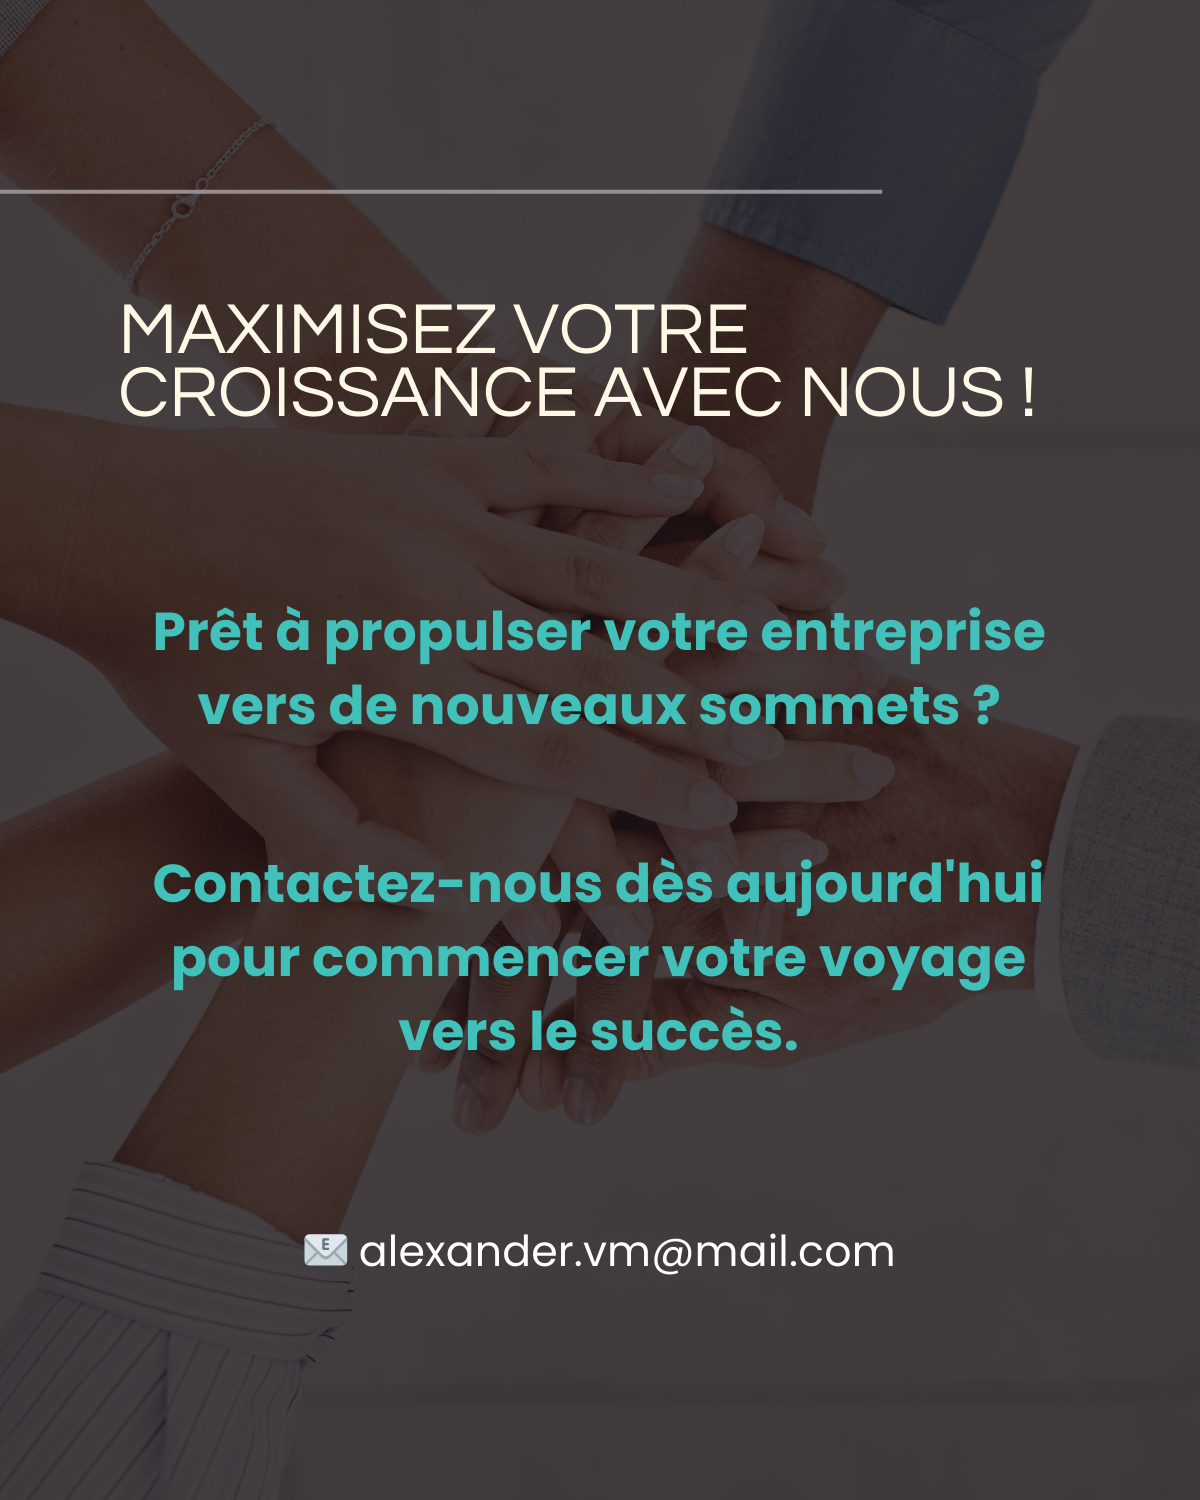 MAXIMISEZ VOTRE
CROISSANCE AVEC NOUS !
Prêt à propulser votre entreprise
vers de nouveaux sommets ?
Contactez-nous dès aujourd'hui
pour commencer votre voyage
vers le succès.
📧 alexander.vm@mail.com